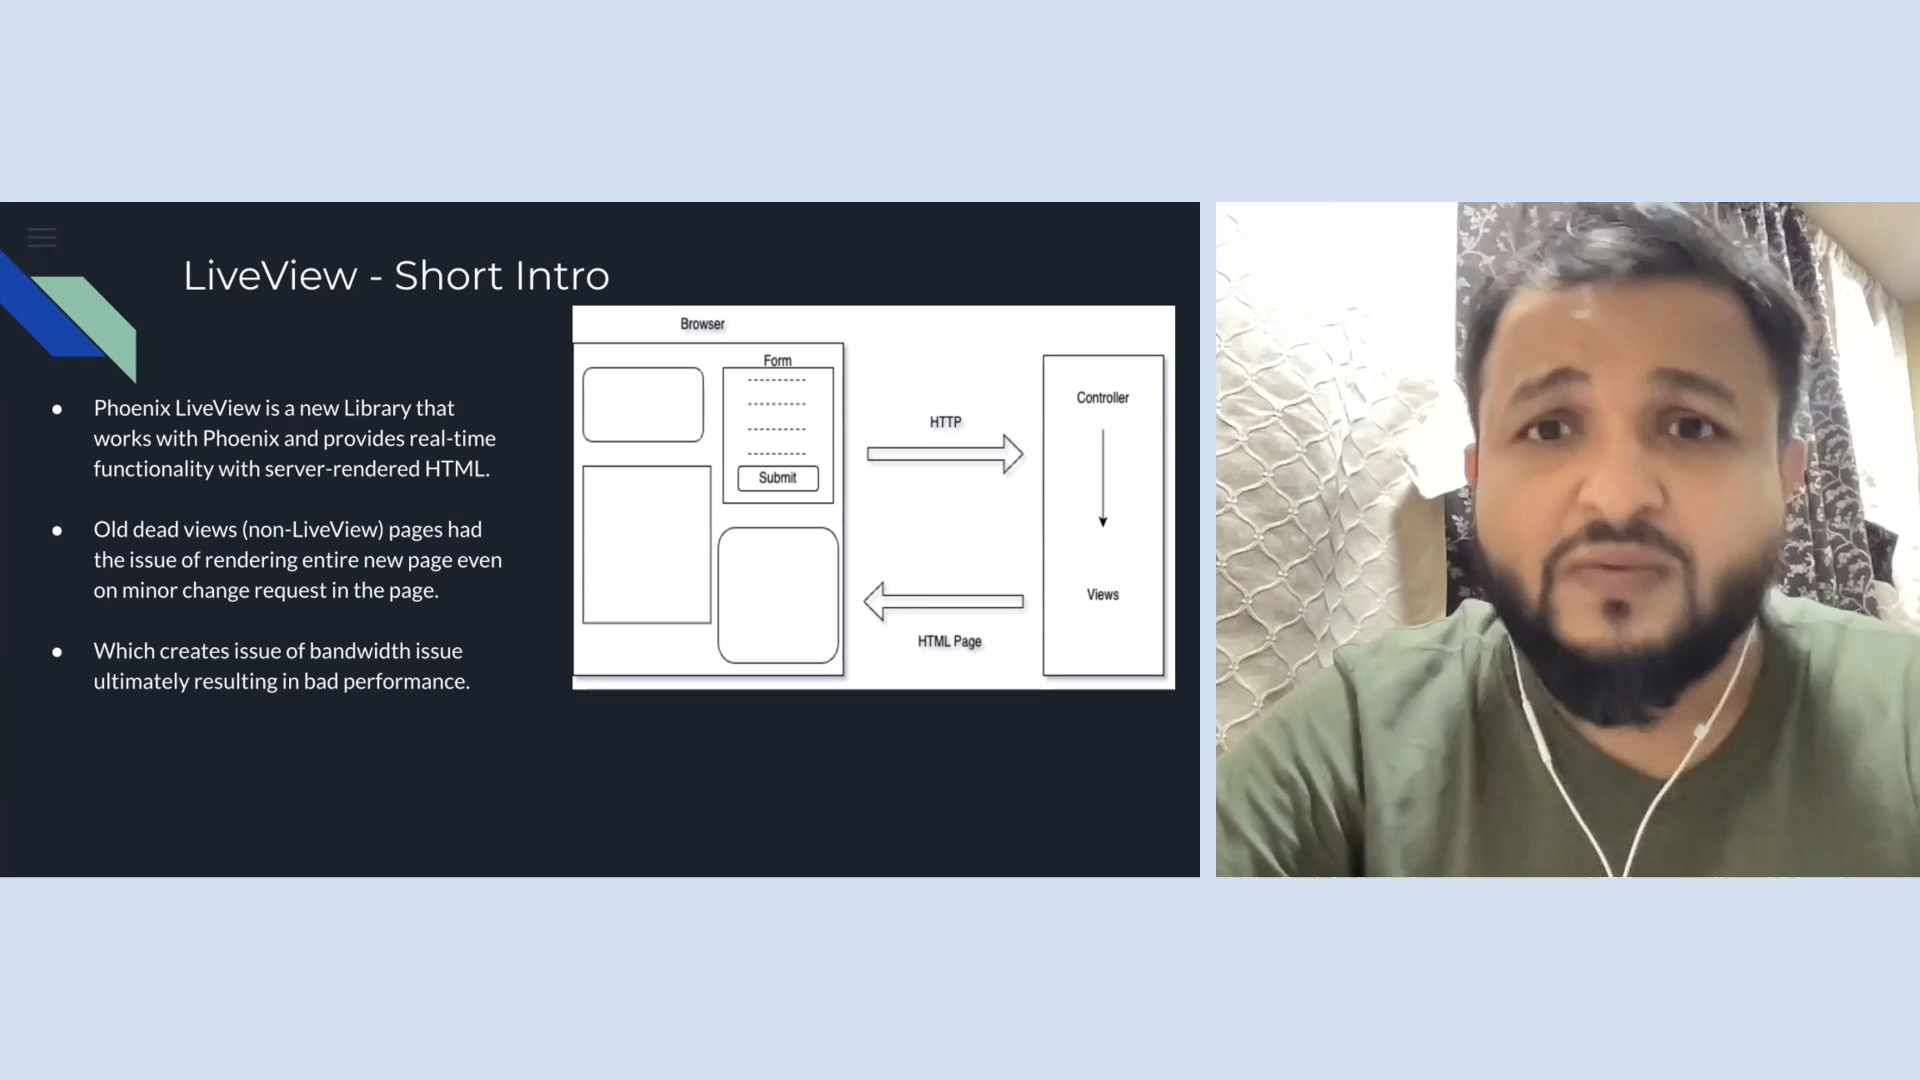 LiveView - Short Intro
● Phoenix LiveView is a new Library that
works with Phoenix and provides real-time
functionality with server-rendered HTML.
● Old dead views (non-LiveView) pages had
the issue of rendering entire new page even
on minor change request in the page.
● Which creates issue of bandwidth issue
ultimately resulting in bad performance.
Browser
Form
Submit
HTTP
HTML Page
Controller
Views